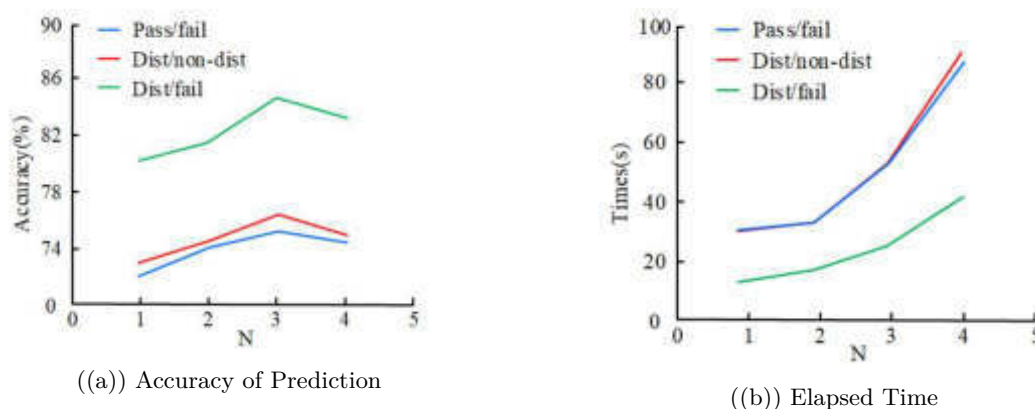 90
Pass/fail
Dist/non-dist
86
Dist/fail
82
78
74
0
Accuracy(%)
0 1 2 3 4 5
N
((a)) Accuracy of Prediction
100
Pass/fail
Dist/non-dist
80
Dist/fail
60
40
20
0
Times(s)
0 1 2 3 4 5
N
((b)) Elapsed Time